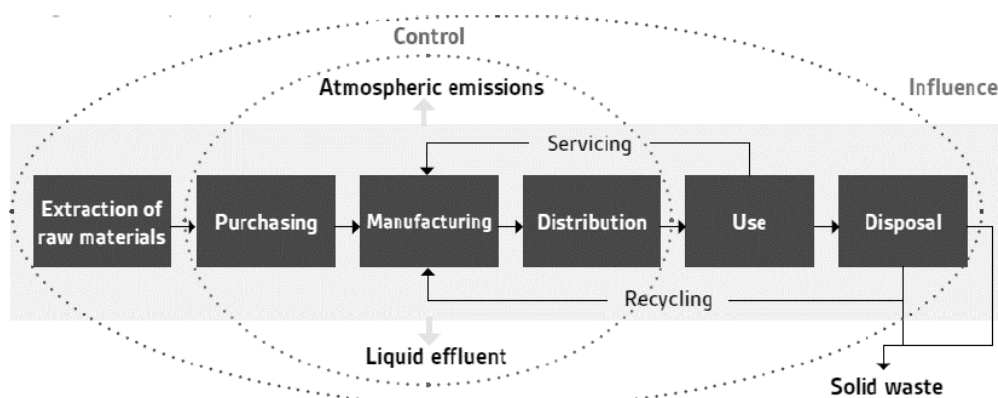 Control
Atmospheric emissions
Influence
Servicing
Extraction of
raw materials
Purchasing
Manufacturing
Distribution
Use
Disposal
Recycling
Liquid effluent
Solid waste